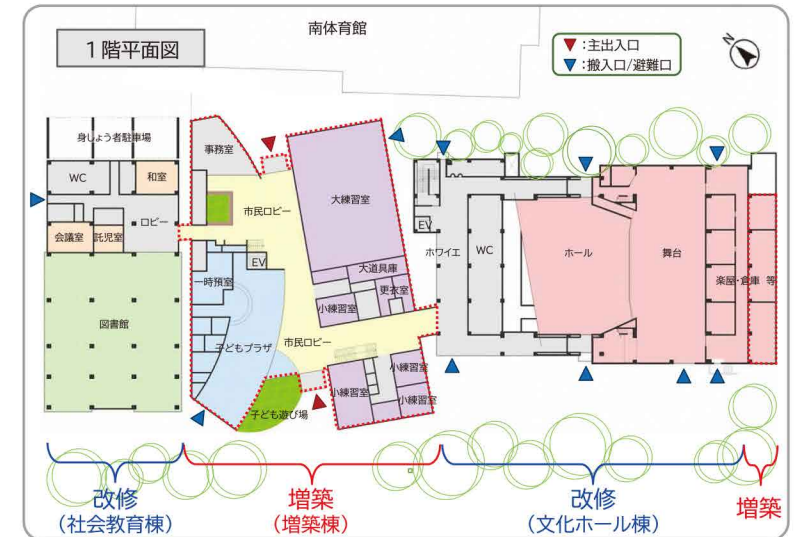 南体育館
1階平面図
:主出入口
:搬入口/避難口
N
身しょう者駐車場
事務室
WC
和室
大練習室
市民ロビー
ロビー
EV
会議室
託児室
ホワイエ
WC
ホール
舞台
EV
大道具庫
一時預室
更衣室
楽屋・倉庫 等
小練習室
図書館
子どもプラザ
市民ロビー
小練習室
小練習室
小練習室
子ども遊び場
改修
(社会教育棟)
増築
(増築棟)
改修
(文化ホール棟)
増築